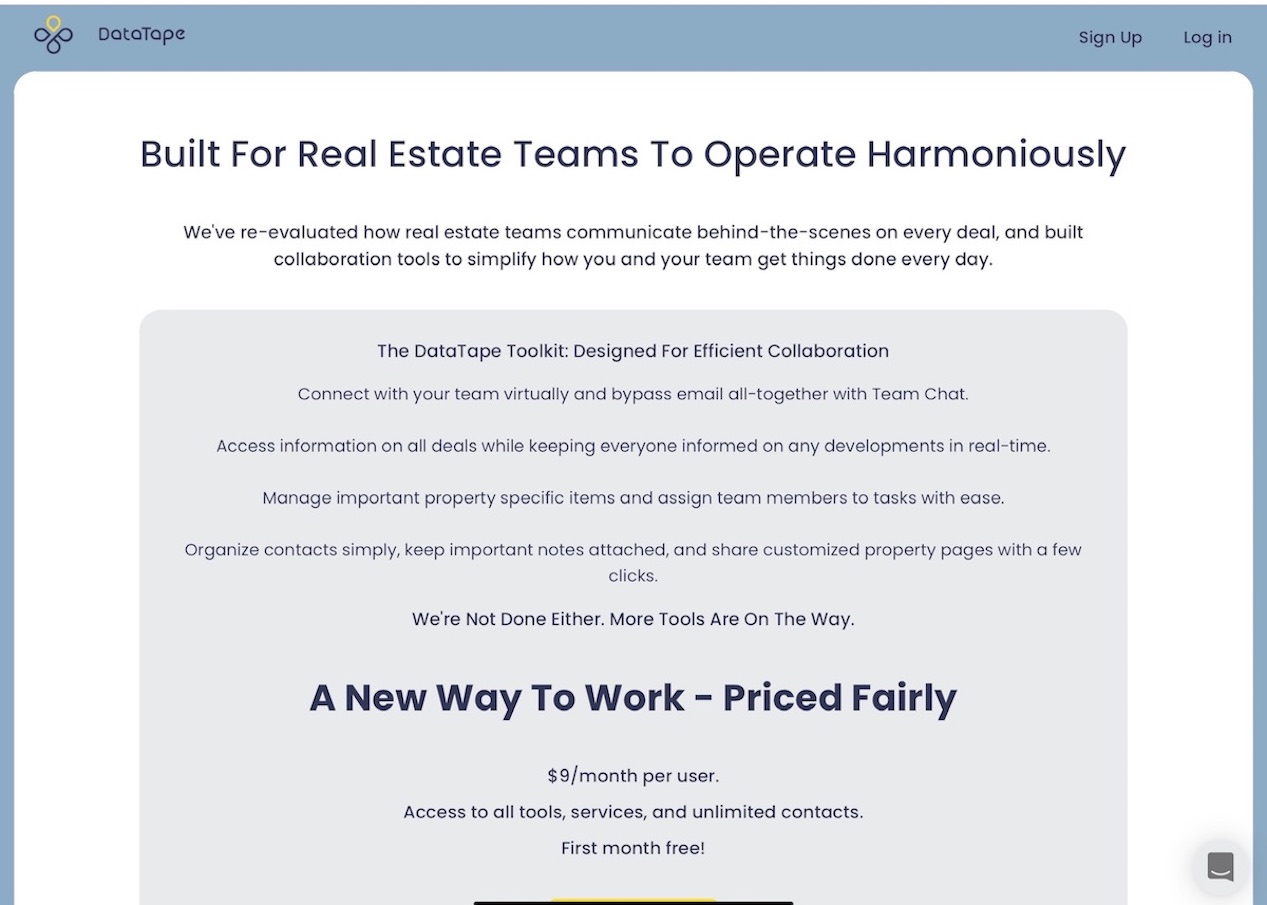 DataTape
Sign Up
Log in
Built For Real Estate Teams To Operate Harmoniously
We've re-evaluated how real estate teams communicate behind-the-scenes on every deal, and built
collaboration tools to simplify how you and your team get things done every day.
The DataTape Toolkit: Designed For Efficient Collaboration
Connect with your team virtually and bypass email all-together with Team Chat.
Access information on all deals while keeping everyone informed on any developments in real-time.
Manage important property specific items and assign team members to tasks with ease.
Organize contacts simply, keep important notes attached, and share customized property pages with a few
clicks.
We're Not Done Either. More Tools Are On The Way.
A New Way To Work - Priced Fairly
$9/month per user.
Access to all tools, services, and unlimited contacts.
First month free!